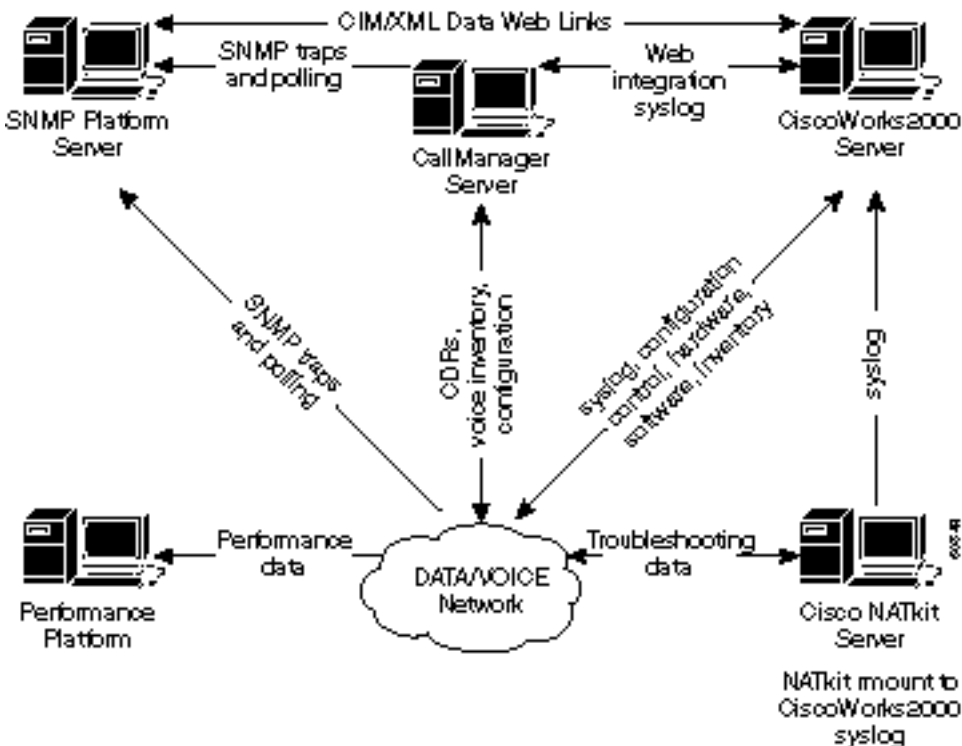 CIM/XML Data Web Links
SNMP traps
and polling
Web
integration
syslog
SNMP Platform
Server
CallManager
Server
CiscoWorks2000
Server
SNMP traps
and polling
CDRs,
voice inventory,
configuration
syslog, configuration
control, hardware,
software, inventory
syslog
Performance
data
DATA/VOICE
Network
Troubleshooting
data
Performance
Platform
Cisco NATkit
Server
NATkit rmount to
CiscoWorks2000
syslog